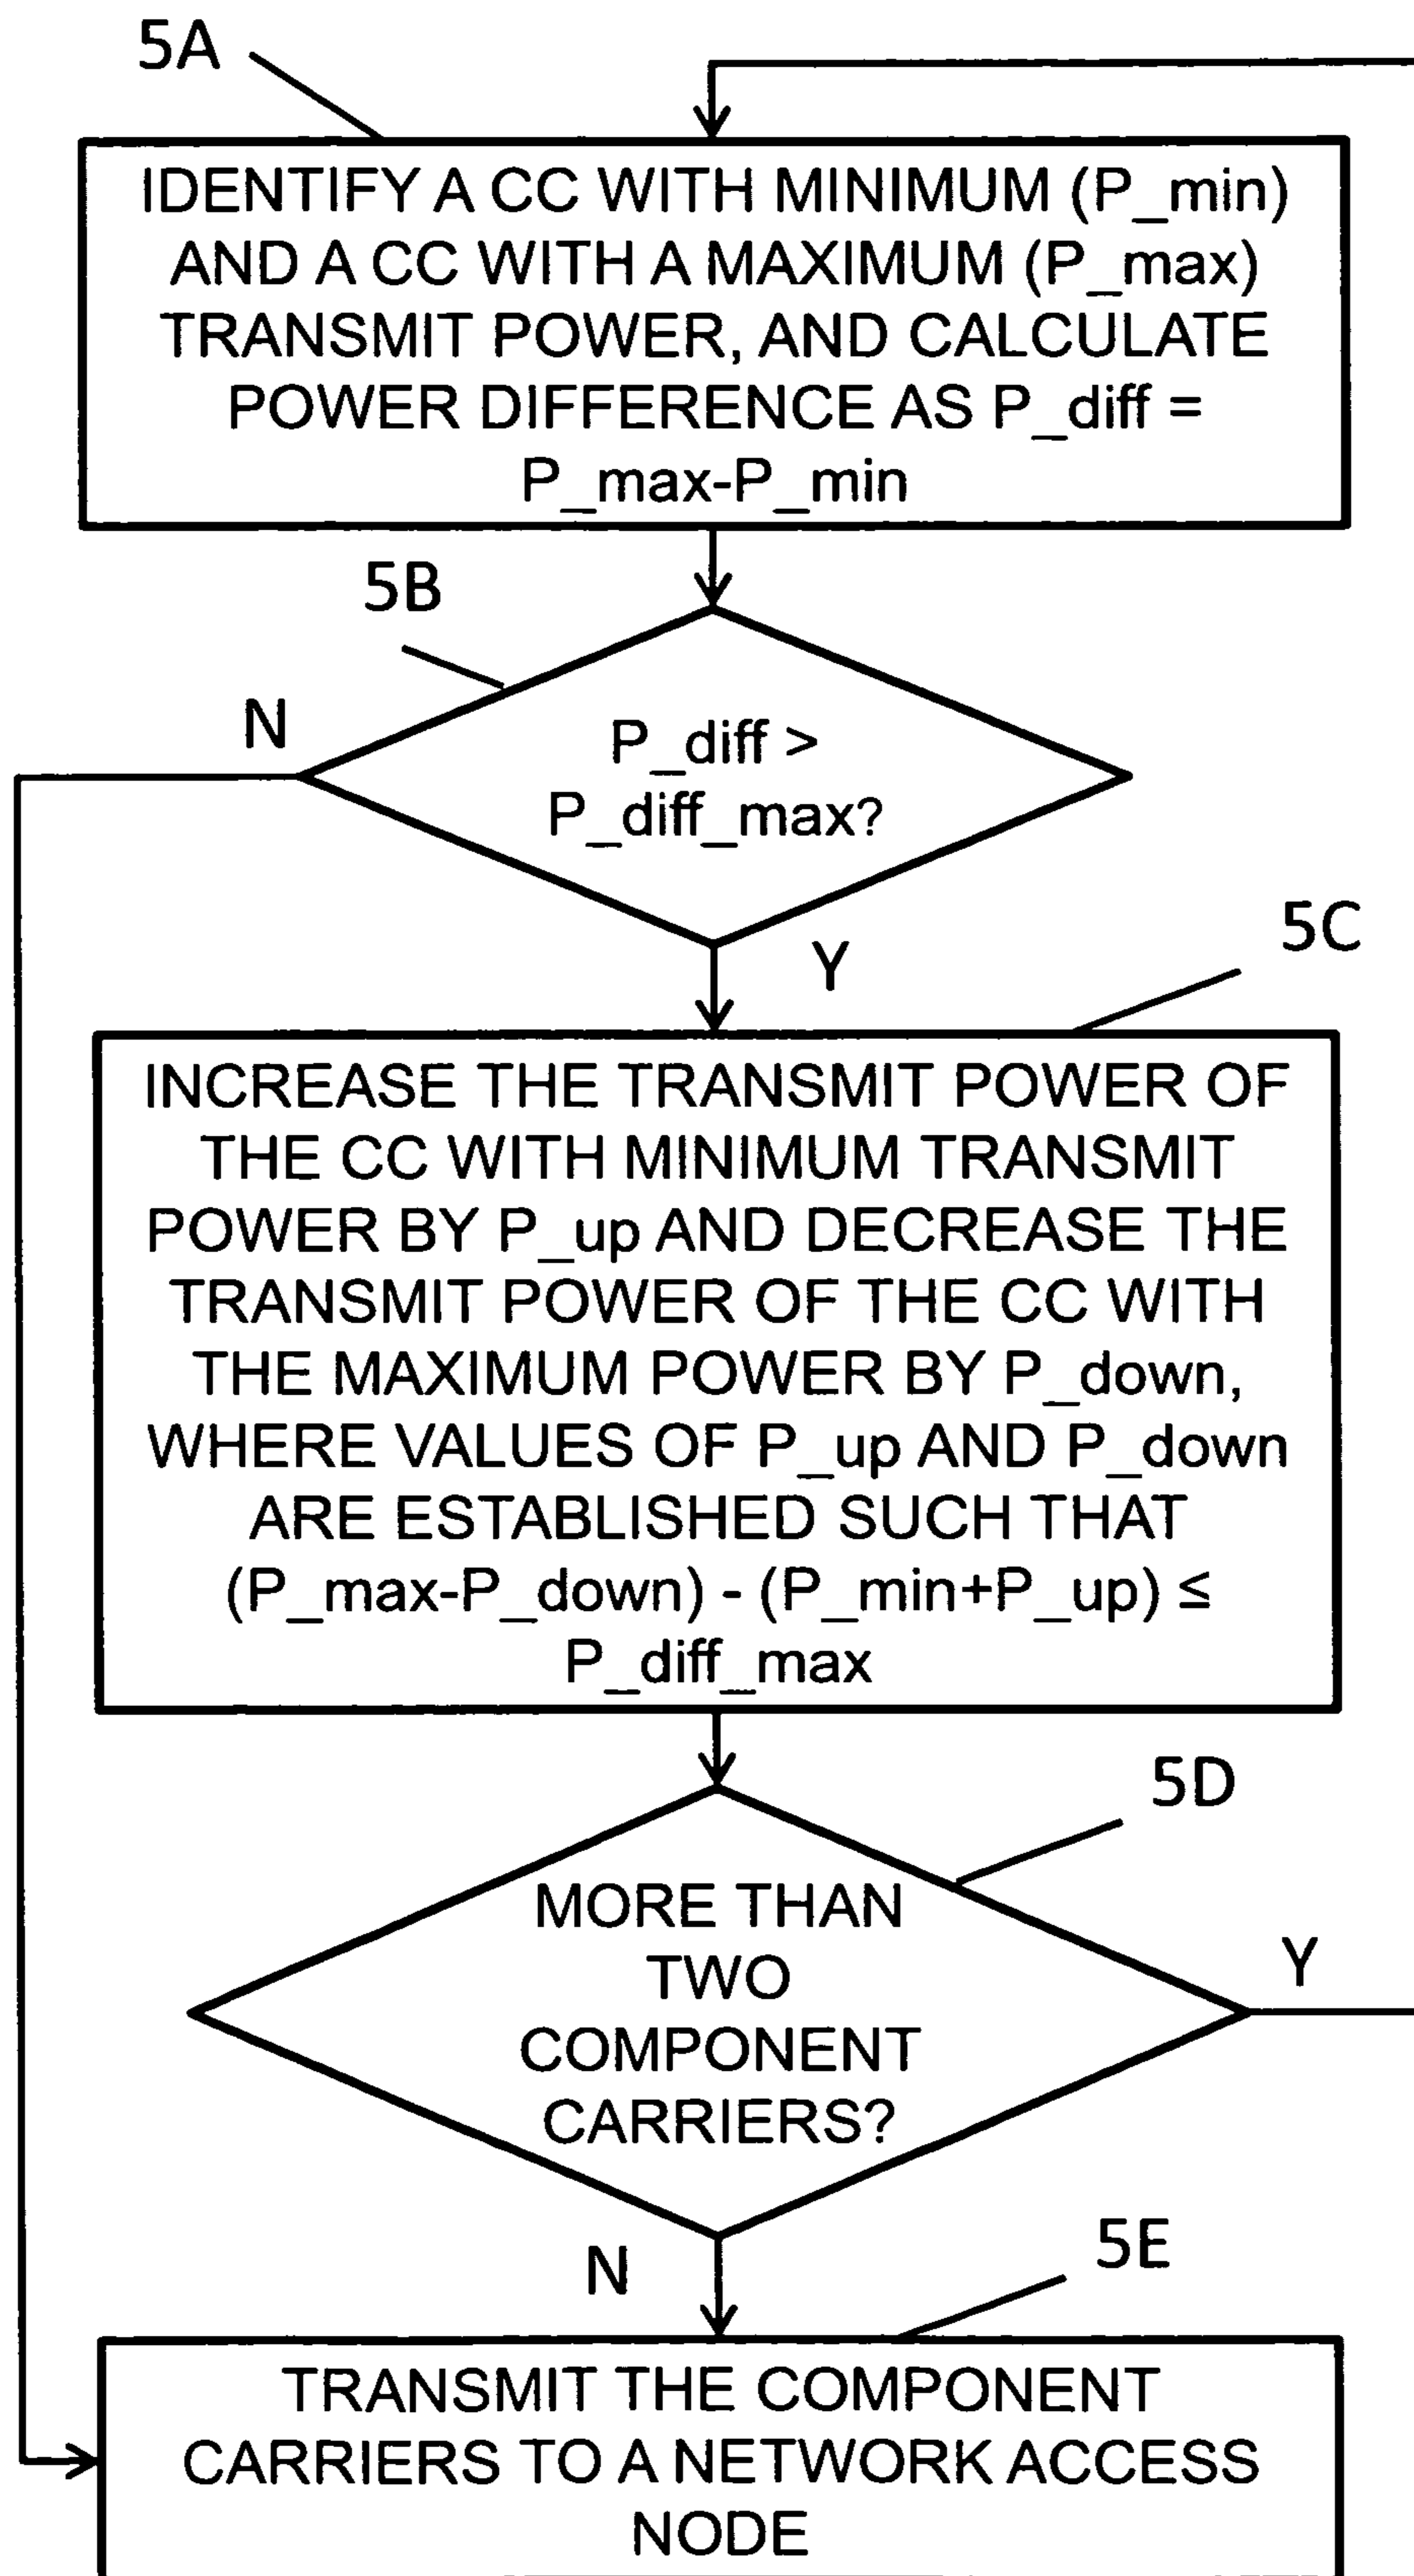 5A
IDENTIFY A CC WITH MINIMUM (P_min)
AND A CC WITH A MAXIMUM (P_max)
TRANSMIT POWER, AND CALCULATE
POWER DIFFERENCE AS P_diff =
P_max-P_min
5B
N
P_diff >
P_diff_max?
Y
5C
INCREASE THE TRANSMIT POWER OF
THE CC WITH MINIMUM TRANSMIT
POWER BY P_up AND DECREASE THE
TRANSMIT POWER OF THE CC WITH
THE MAXIMUM POWER BY P_down,
WHERE VALUES OF P_up AND P_down
ARE ESTABLISHED SUCH THAT
(P_max-P_down) - (P_min+P_up) ≤
P_diff_max
5D
MORE THAN
TWO
COMPONENT
CARRIERS?
Y
N
5E
TRANSMIT THE COMPONENT
CARRIERS TO A NETWORK ACCESS
NODE